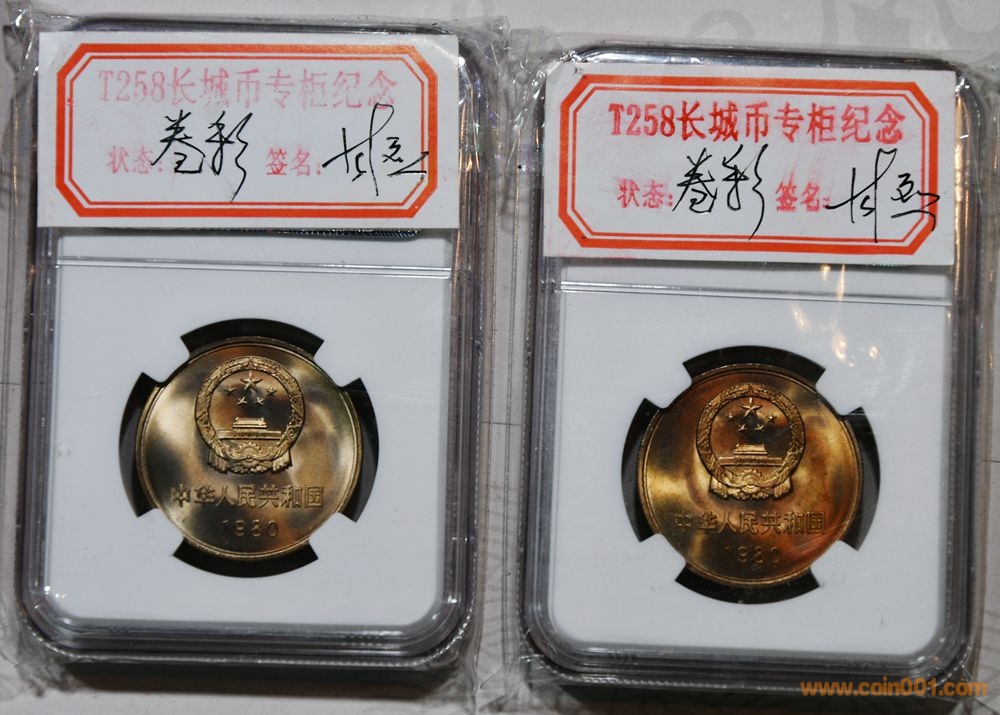 T258长城币专柜纪念
状态: 卷彩 签名:
中华人民共和国
1980
T258长城币专柜纪念
状态: 卷彩 签名:
中华人民共和国
1980
www.coin001.com